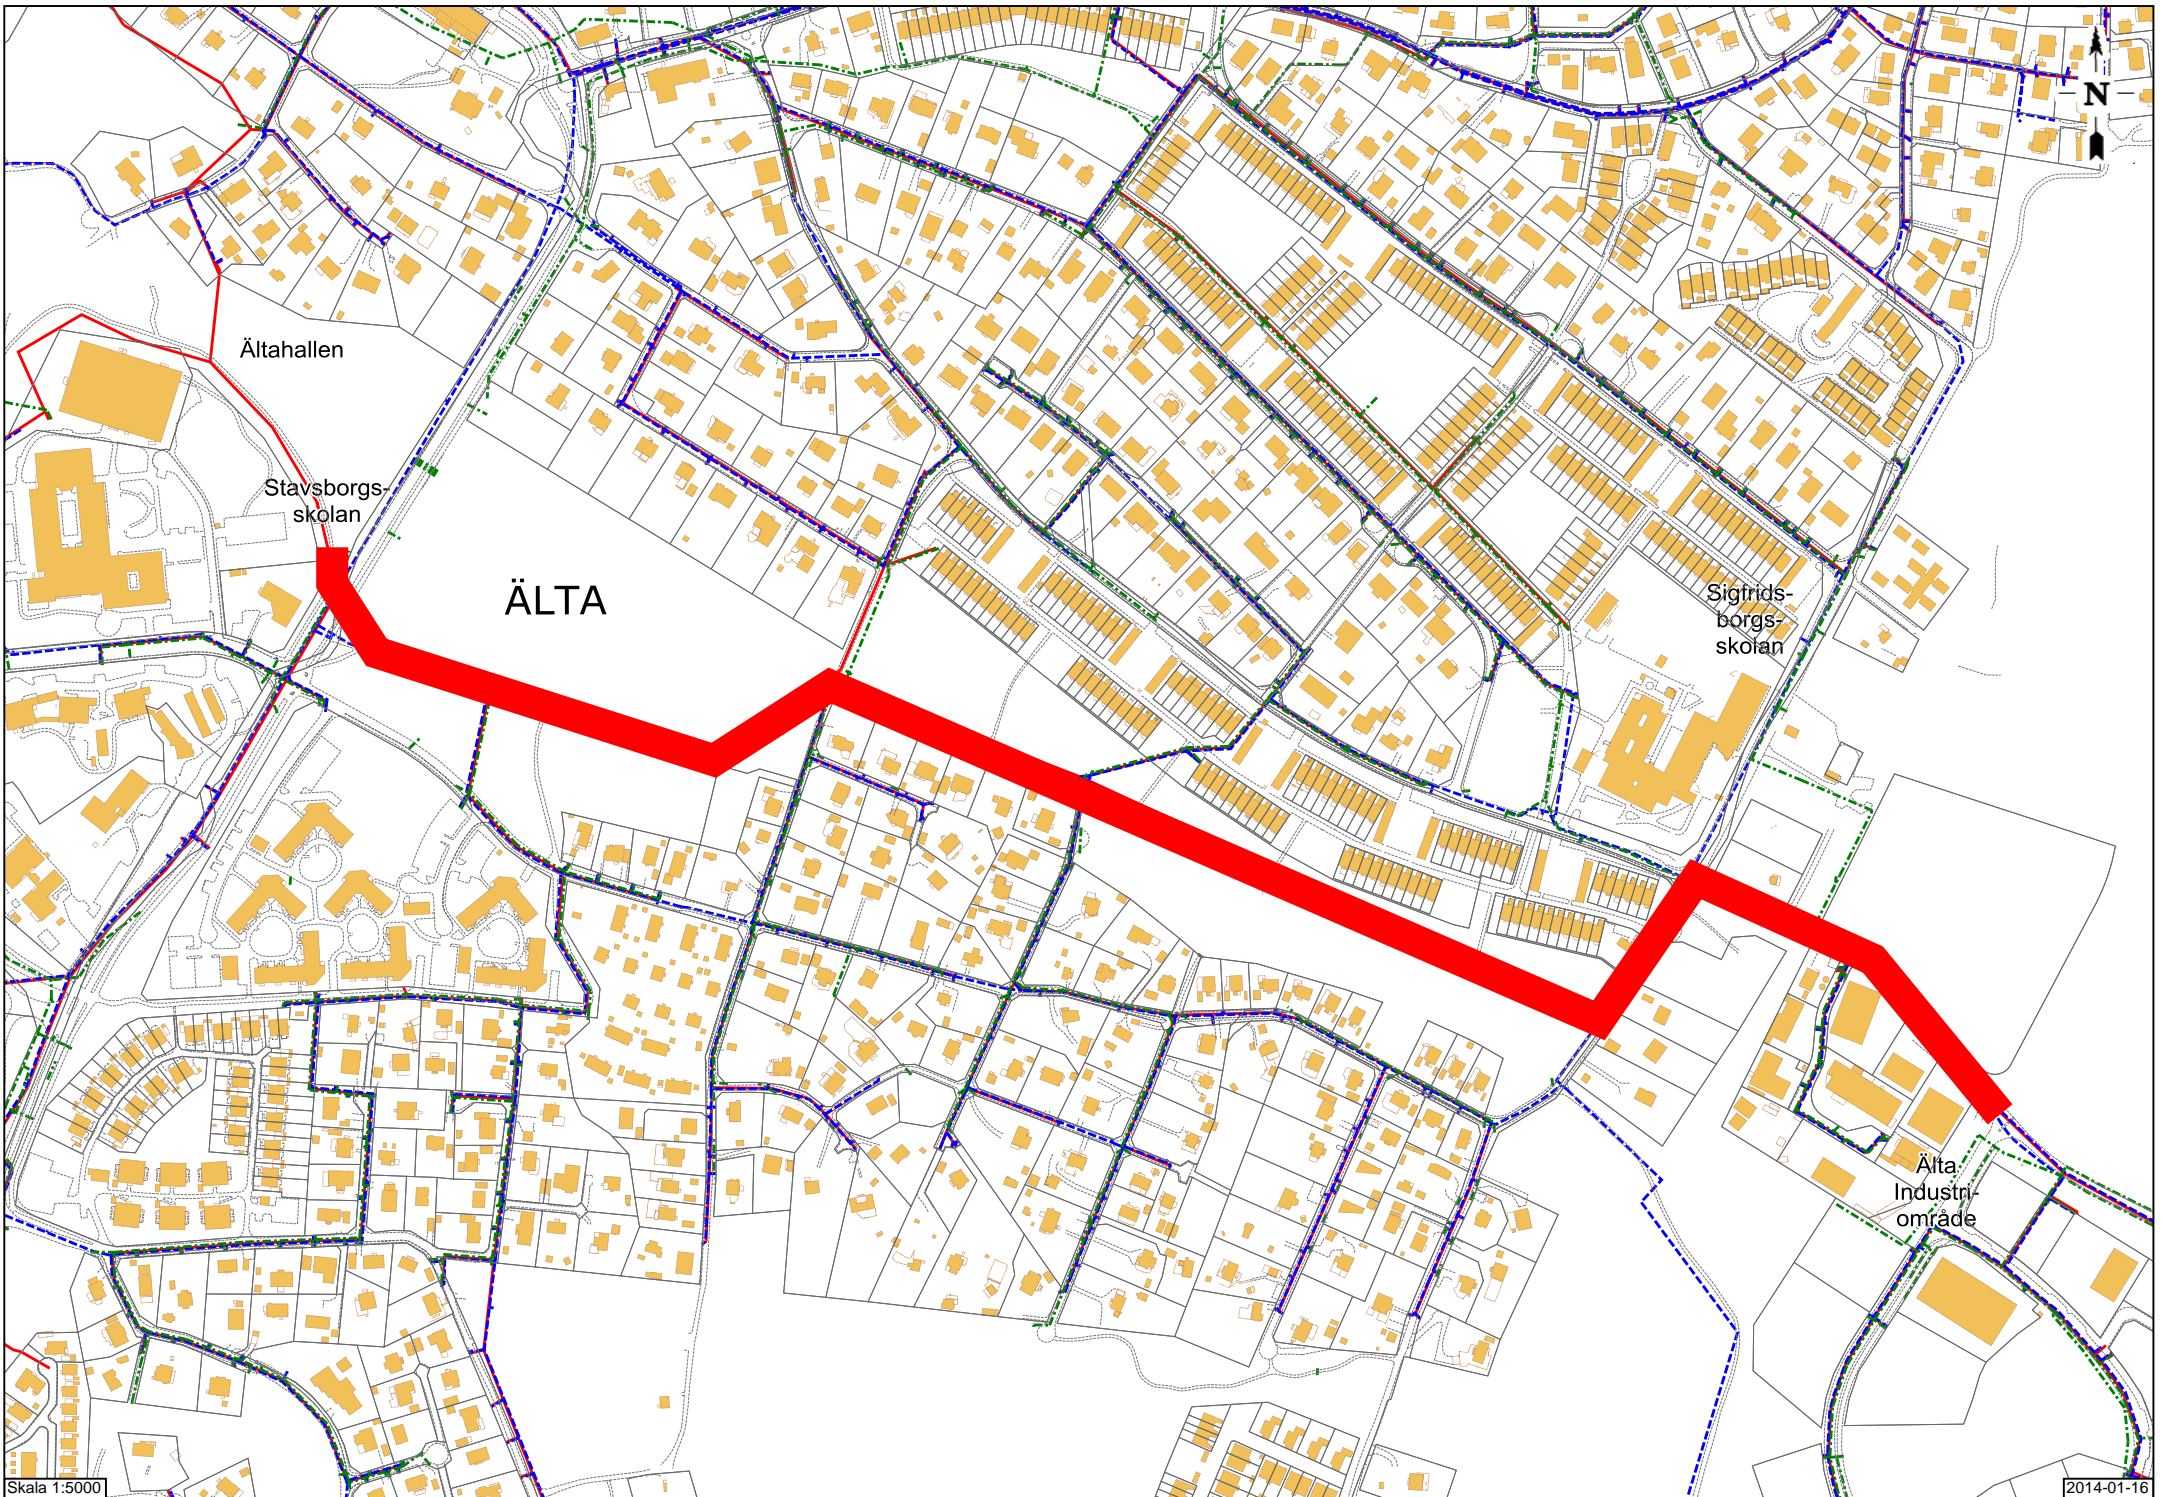 N
Ältahallen
Stavsborgs-
skolan
ÄLTA
Sigfrids-
borgs-
skolan
Älta
Industri-
område
Skala 1:5000
2014-01-16